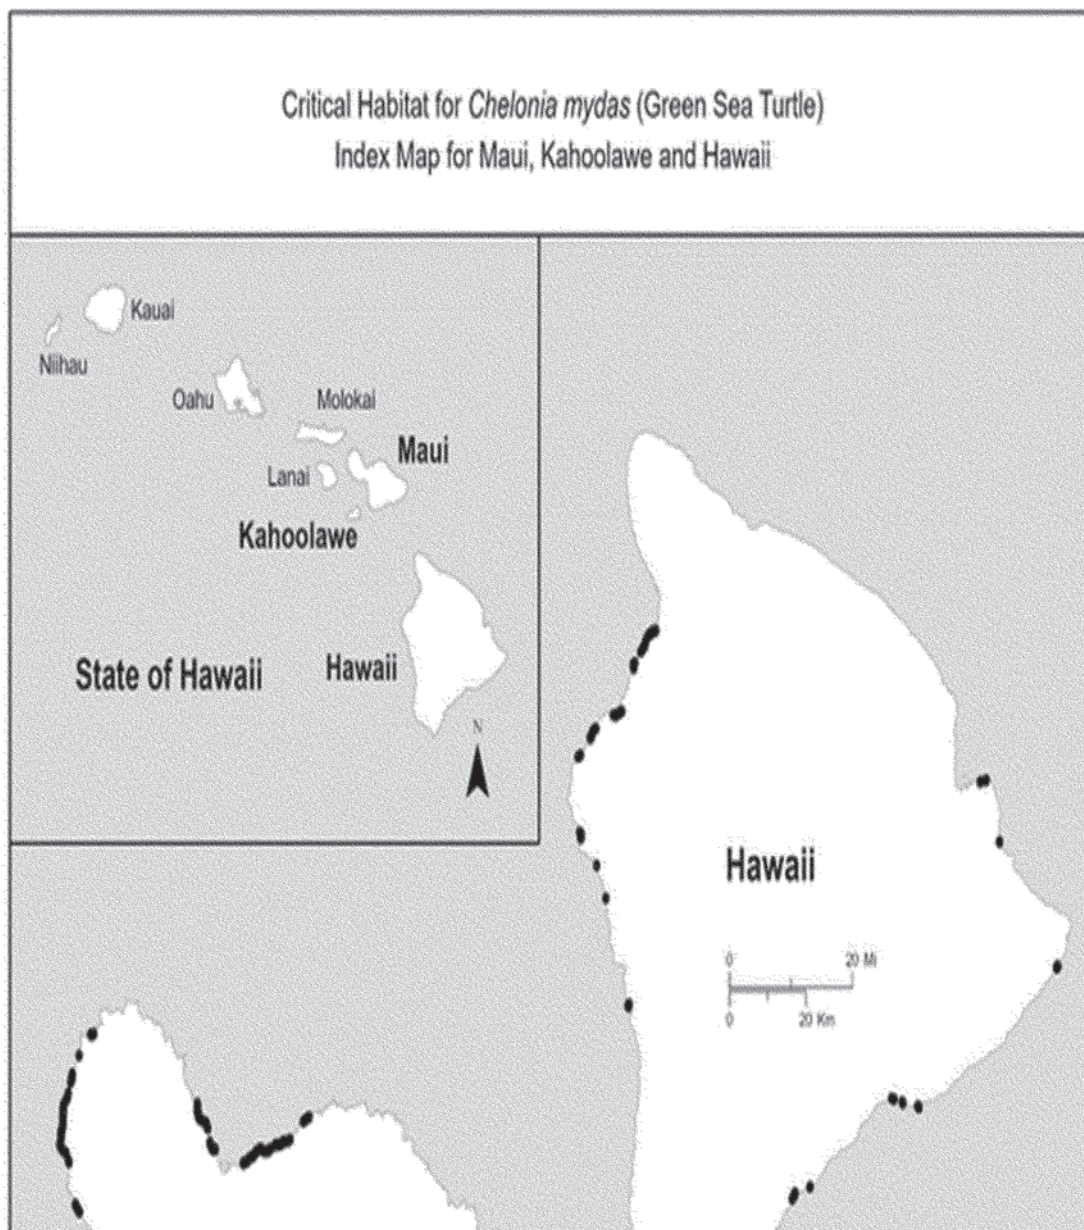 Critical Habitat for Chelonia mydas (Green Sea Turtle)
Index Map for Maui, Kahoolawe and Hawaii
Kauai
Niihau
Oahu
Molokai
Maui
Lanai
Kahoolawe
State of Hawaii
Hawaii
N
Hawaii
0 20 Mi
0 20 Km